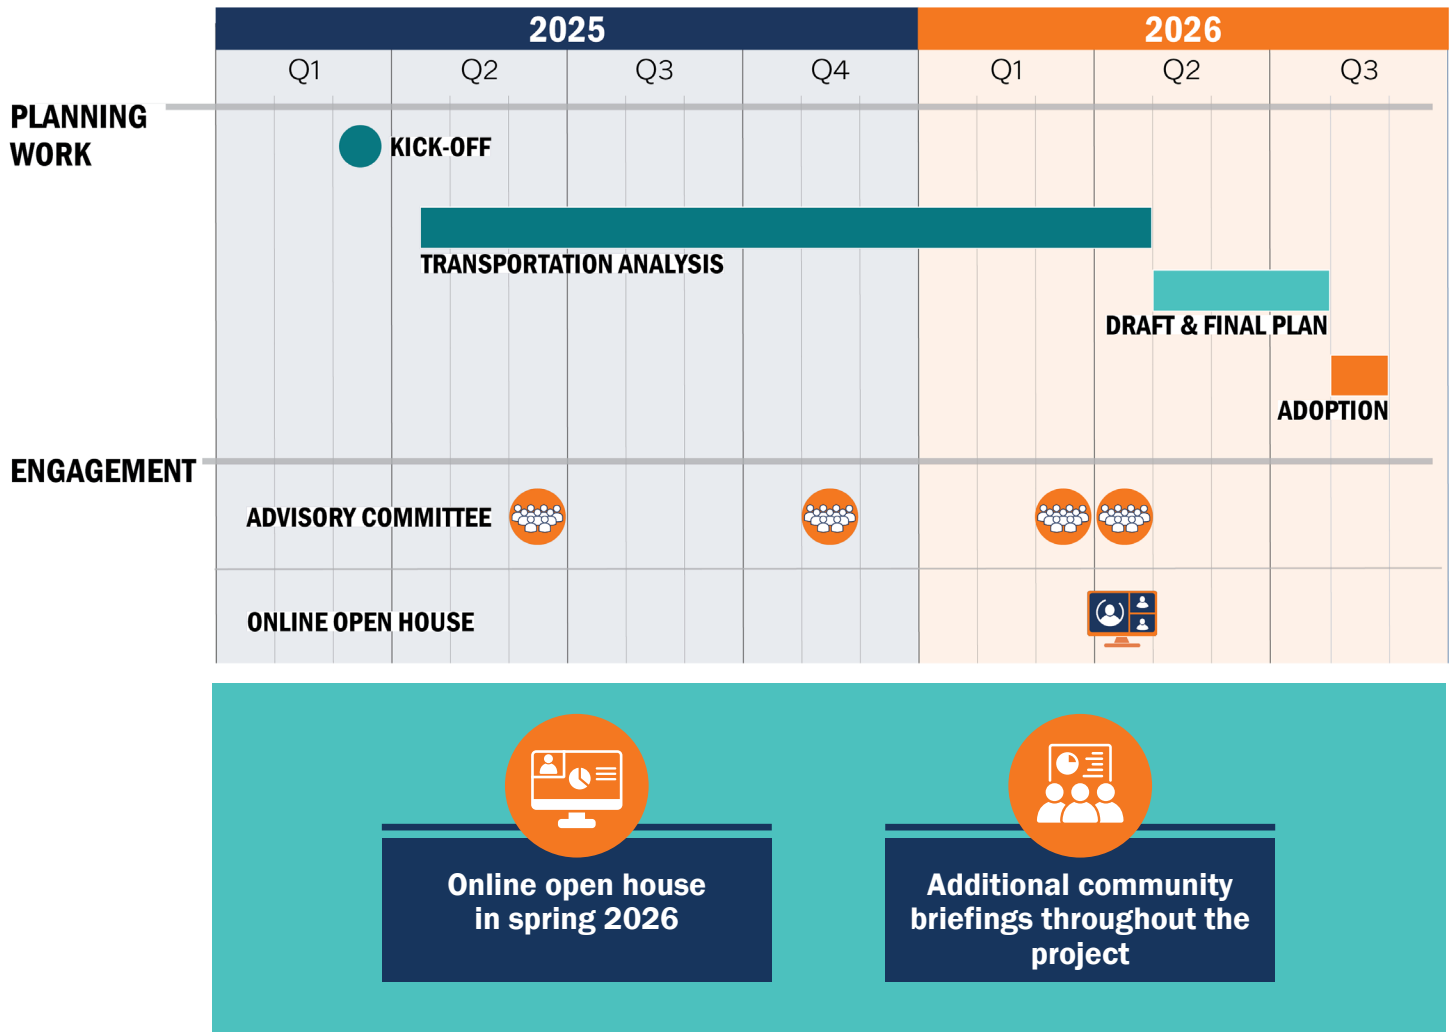 2025
2026
Q1
Q2
Q3
Q4
Q1
Q2
Q3
PLANNING
WORK
KICK-OFF
TRANSPORTATION ANALYSIS
DRAFT & FINAL PLAN
ADOPTION
ENGAGEMENT
ADVISORY COMMITTEE
ONLINE OPEN HOUSE
Online open house
in spring 2026
Additional community
briefings throughout the
project